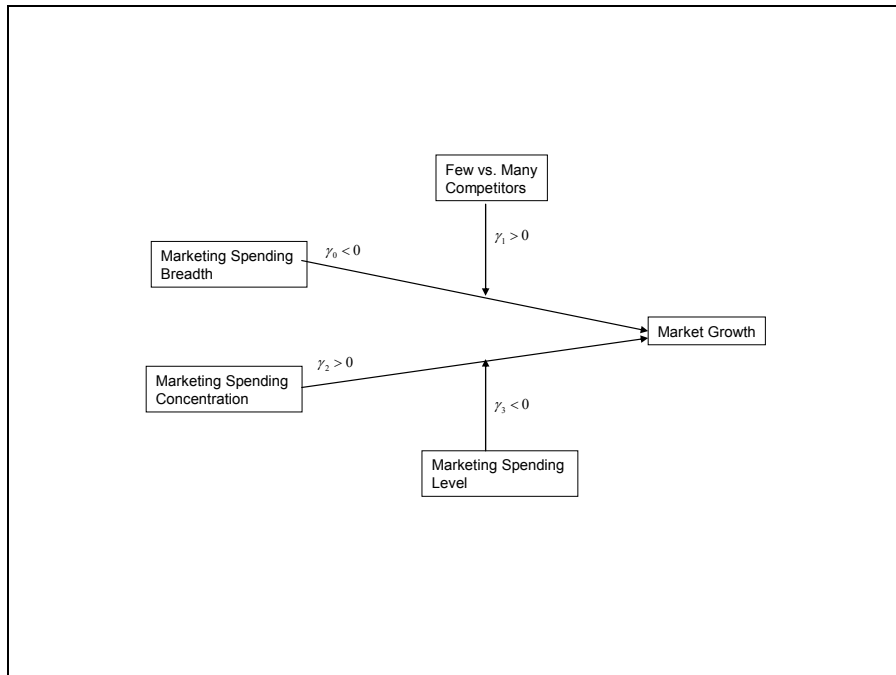 Few vs. Many
Competitors
γ₁ > 0
Marketing Spending
Breadth
γ₀ < 0
Market Growth
γ₂ > 0
Marketing Spending
Concentration
γ₃ < 0
Marketing Spending
Level